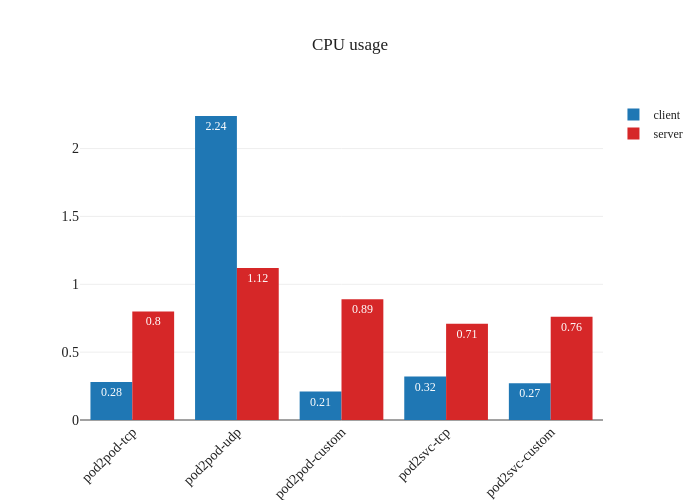 CPU usage
client
server
2
1.5
1
0.5
0
2.24
1.12
0.28
0.8
0.21
0.89
0.32
0.71
0.27
0.76
pod2pod-tcp
pod2pod-udp
pod2pod-custom
pod2svc-tcp
pod2svc-custom